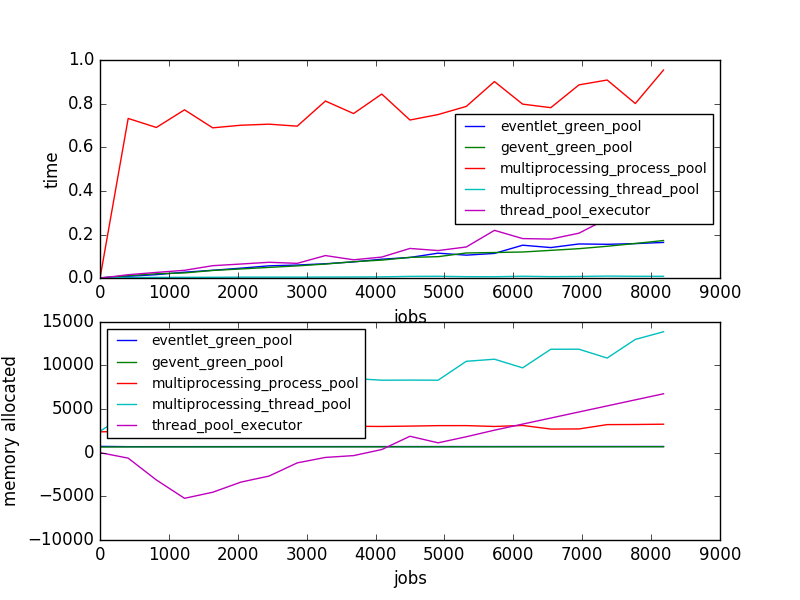 1.0
0.8
0.6
0.4
0.2
0.0
time
eventlet_green_pool
gevent_green_pool
multiprocessing_process_pool
multiprocessing_thread_pool
thread_pool_executor
0 1000 2000 3000 4000 5000 6000 7000 8000 9000
jobs
15000
10000
5000
0
−5000
−10000
memory allocated
eventlet_green_pool
gevent_green_pool
multiprocessing_process_pool
multiprocessing_thread_pool
thread_pool_executor
0 1000 2000 3000 4000 5000 6000 7000 8000 9000
jobs